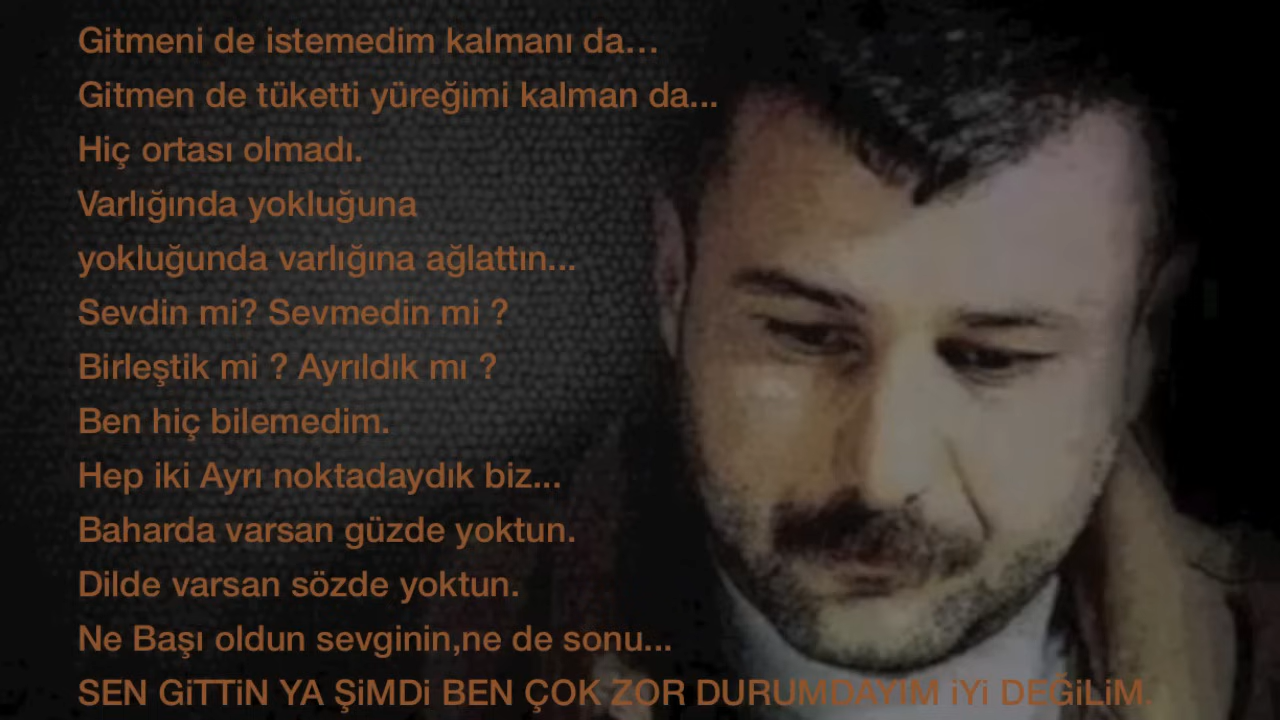 Gitmeni de istemedim kalmanı da...
Gitmen de tüketti yüreğimi kalman da...
Hiç ortası olmadı.
Varlığında yokluğuna
yokluğunda varlığına ağlattın...
Sevdin mi? Sevmedin mi ?
Birleştik mi ? Ayrıldık mı ?
Ben hiç bilemedim.
Hep iki Ayrı noktadaydık biz...
Baharda varsan güzde yoktun.
Dilde varsan sözde yoktun.
Ne Başı oldun sevginin,ne de sonu...
SEN GiTTiN YA ŞiMDi BEN ÇOK ZOR DURUMDAYIM iYi DEĞiLiM.